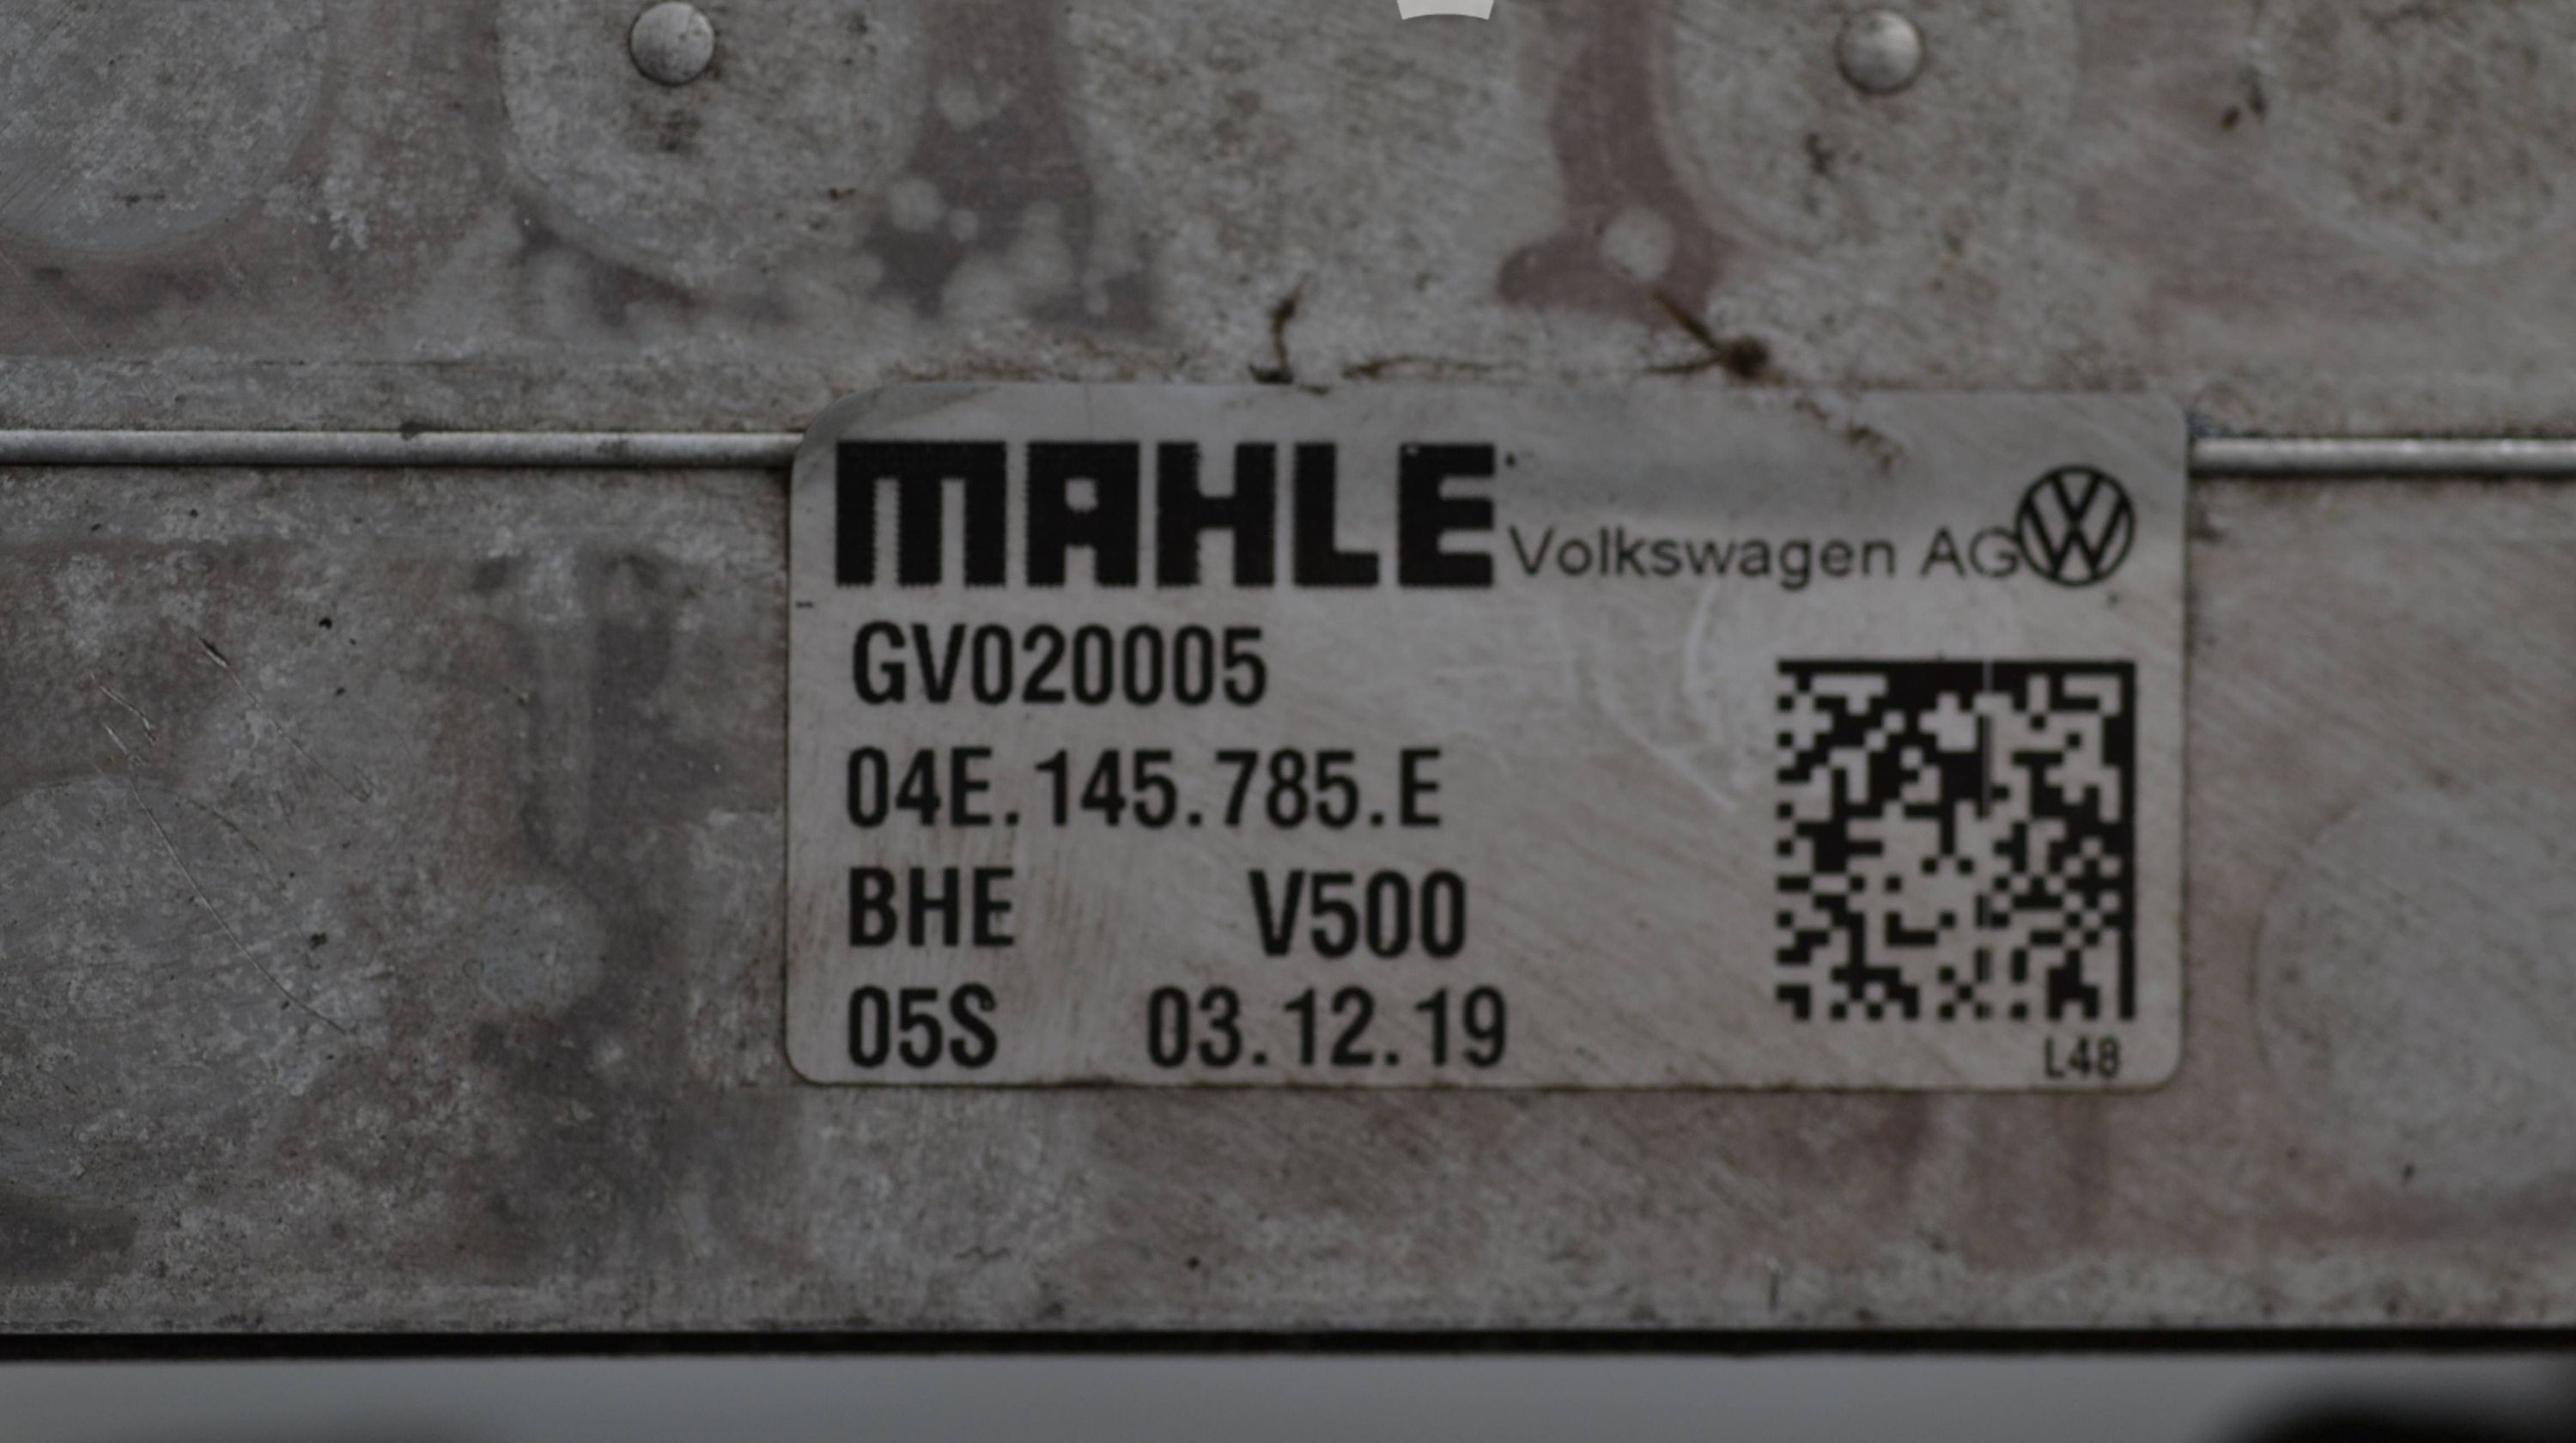 MAHLE Volkswagen AG
GV020005
04E.145.785.E
BHE V500
05S 03.12.19
L48